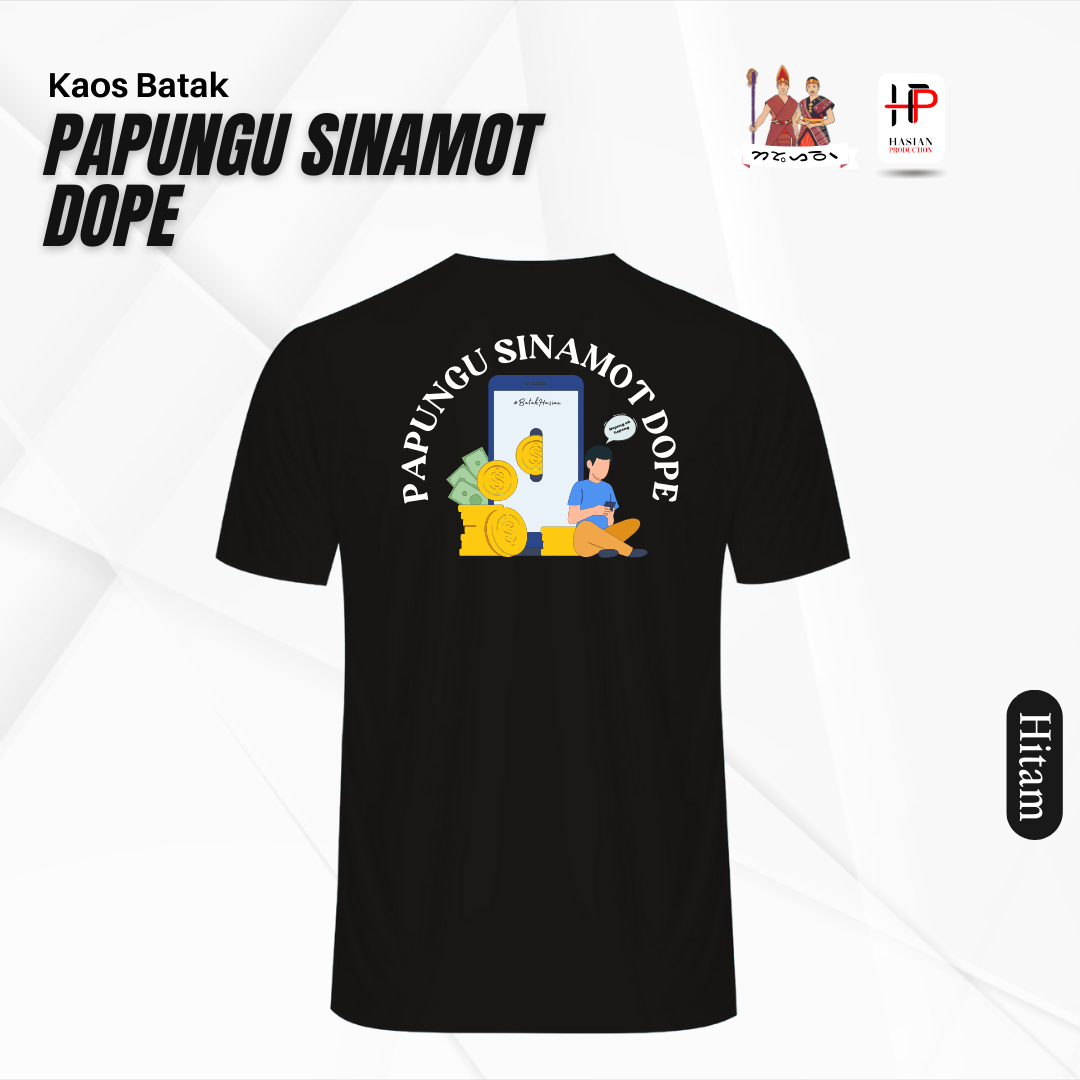 Kaos Batak
PAPUNGU SINAMOT
DOPE
HASIAN
PRODUCTION
PAPUNGU SINAMOT DOPE
#BatakHasian
Hitam